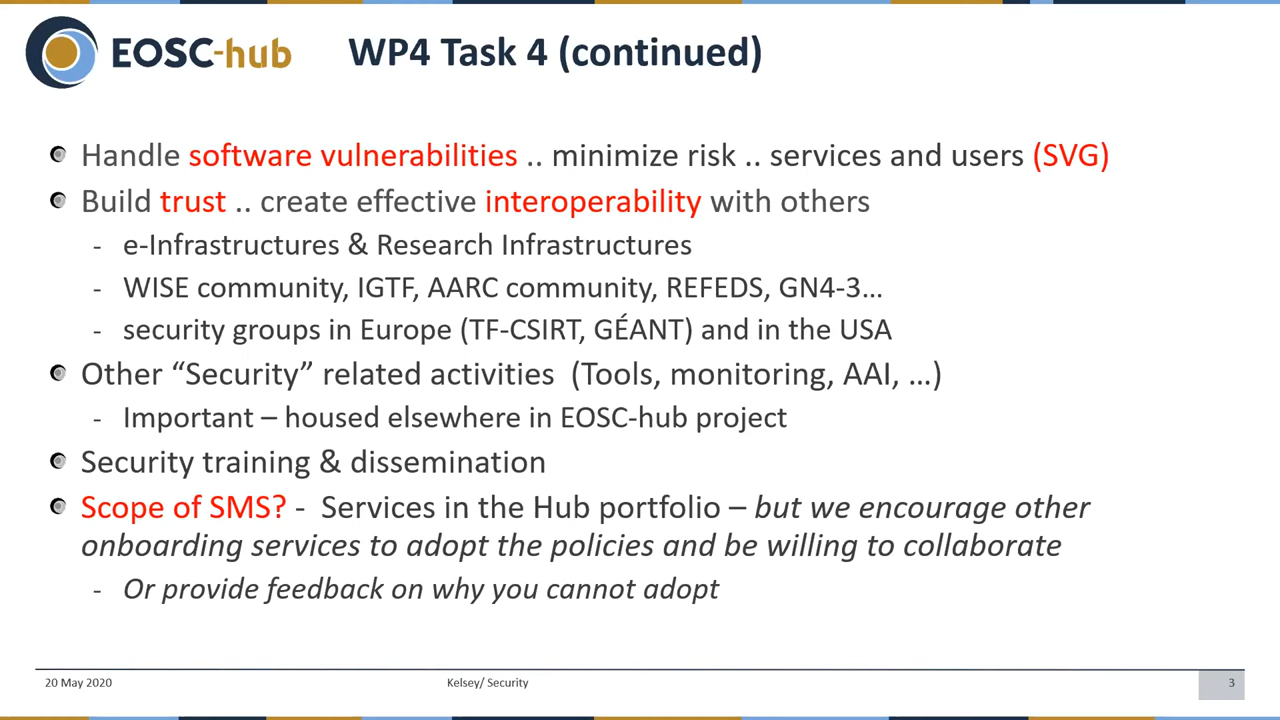 EOSC-hub
WP4 Task 4 (continued)
Handle software vulnerabilities .. minimize risk .. services and users (SVG)
Build trust .. create effective interoperability with others
- e-Infrastructures & Research Infrastructures
- WISE community, IGTF, AARC community, REFEDS, GN4-3…
- security groups in Europe (TF-CSIRT, GÉANT) and in the USA
Other “Security” related activities (Tools, monitoring, AAI, …)
- Important – housed elsewhere in EOSC-hub project
Security training & dissemination
Scope of SMS? - Services in the Hub portfolio – but we encourage other
onboarding services to adopt the policies and be willing to collaborate
- Or provide feedback on why you cannot adopt
20 May 2020
Kelsey/ Security
3